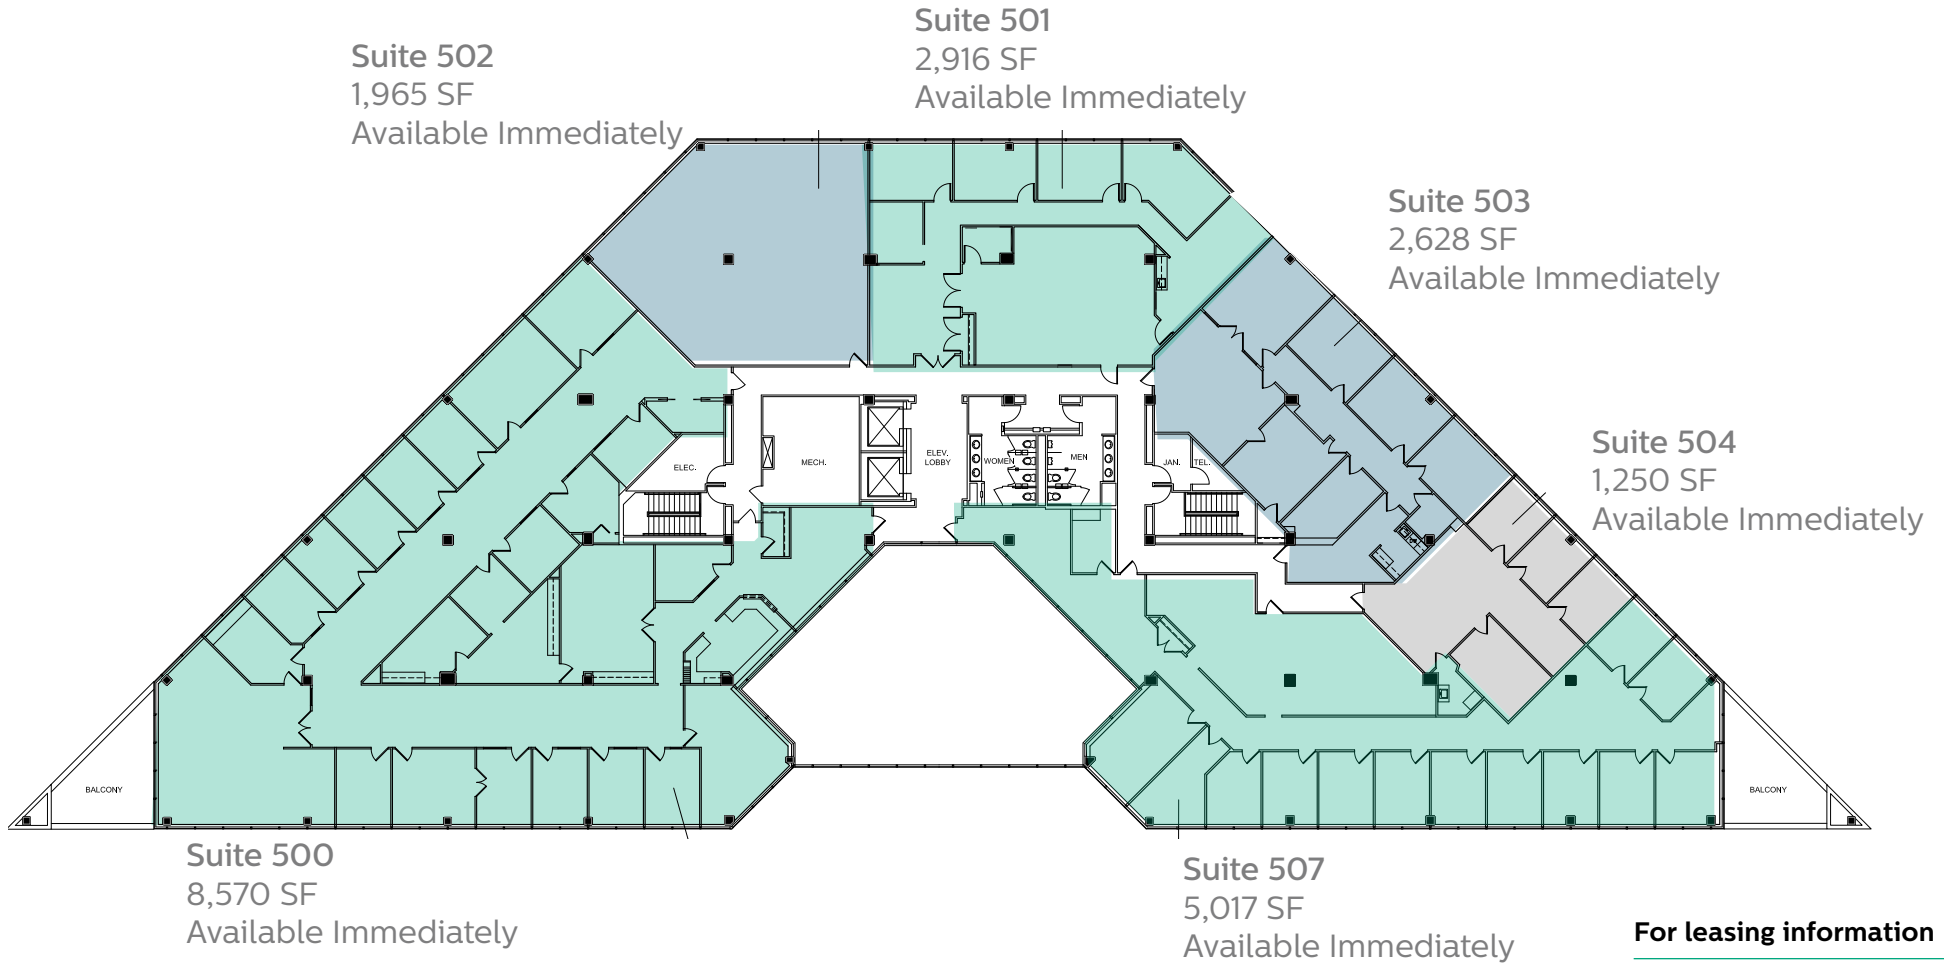 Suite 501
2,916 SF
Available Immediately
Suite 502
1,965 SF
Available Immediately
Suite 503
2,628 SF
Available Immediately
Suite 504
1,250 SF
Available Immediately
ELEC.
MECH.
ELEV.
LOBBY
WOMEN
MEN
JAN.
TEL.
BALCONY
BALCONY
Suite 500
8,570 SF
Available Immediately
Suite 507
5,017 SF
Available Immediately
For leasing information